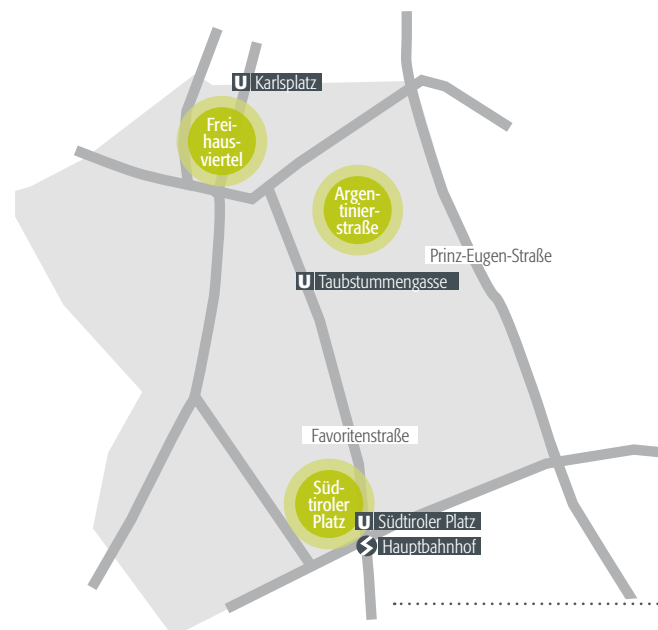 U Karlsplatz
Frei-
haus-
viertel
Argen-
tinier-
straße
Prinz-Eugen-Straße
U Taubstummengasse
Favoritenstraße
Süd-
tiroler
Platz
U Südtiroler Platz
S Hauptbahnhof